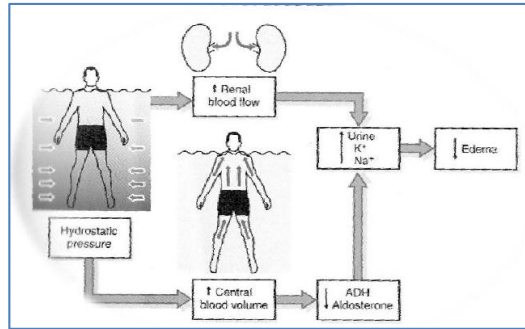 ↑ Renal
blood flow
↑ Urine
K+
Na+
↓ Edema
Hydrostatic
pressure
↑ Central
blood volume
↓ ADH
Aldosterone